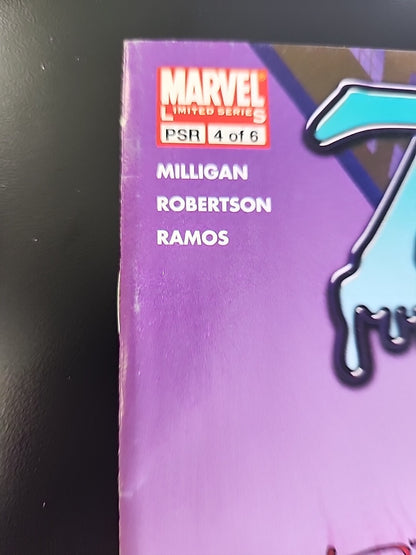 MARVEL
LIMITED SERIES
PSR 4 of 6
MILLIGAN
ROBERTSON
RAMOS